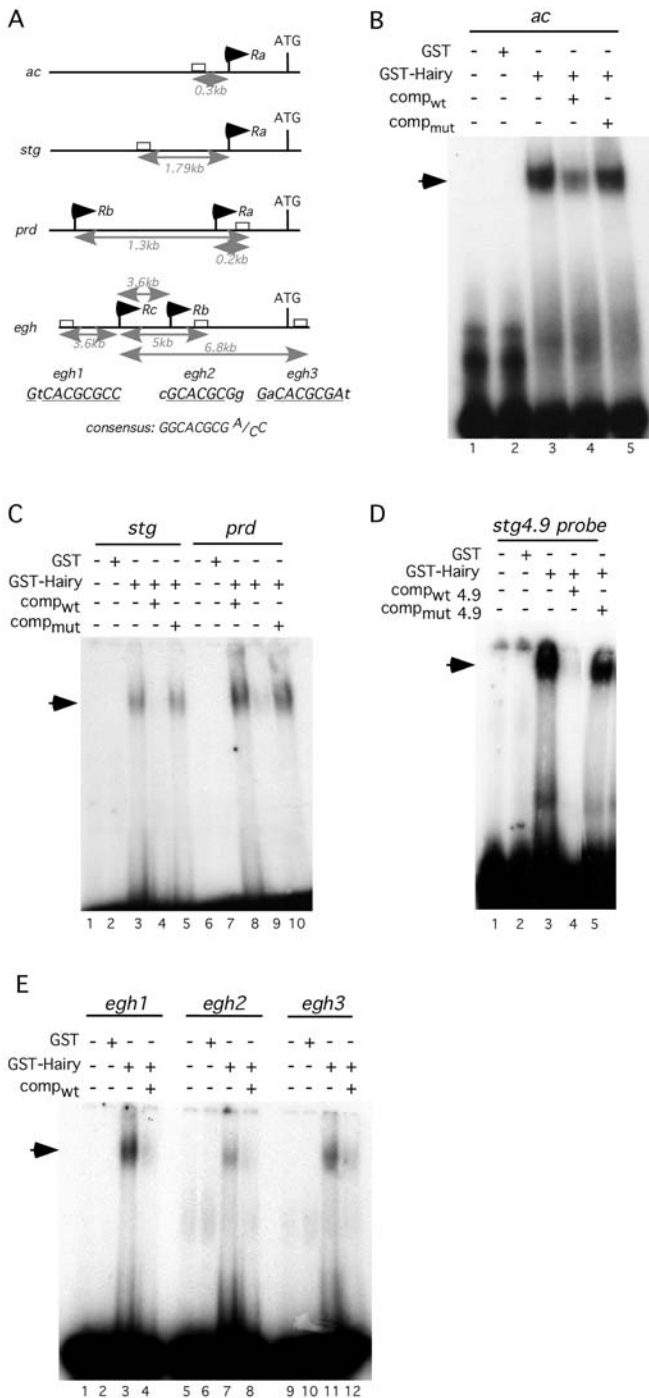 A
ac
Ra
ATG
0.3kb
stg
Ra
ATG
1.79kb
prd
Rb
Ra
ATG
1.3kb
0.2kb
egh
3.6kb
Rc
Rb
ATG
3.6kb
5kb
6.8kb
egh1 egh2 egh3
GtCACGCGCC cGCACGCGg GaCACGCGAt
consensus: GGCACGCG A/CC
B
ac
GST - + - - -
GST-Hairy - - + + +
compwt - - - + -
compmut - - - - +
1 2 3 4 5
C
stg prd
GST - + - - - - + - - -
GST-Hairy - - + + + - - + + +
compwt - - - + - - - + - -
compmut - - - - + - - - - +
1 2 3 4 5 6 7 8 9 10
D
stg4.9 probe
GST - + - - -
GST-Hairy - - + + +
compwt 4.9 - - - + -
compmut 4.9 - - - - +
1 2 3 4 5
E
egh1 egh2 egh3
GST - + - - - + - - - + - -
GST-Hairy - - + + - - + + - - + +
compwt - - - + - - - + - - - +
1 2 3 4 5 6 7 8 9 10 11 12